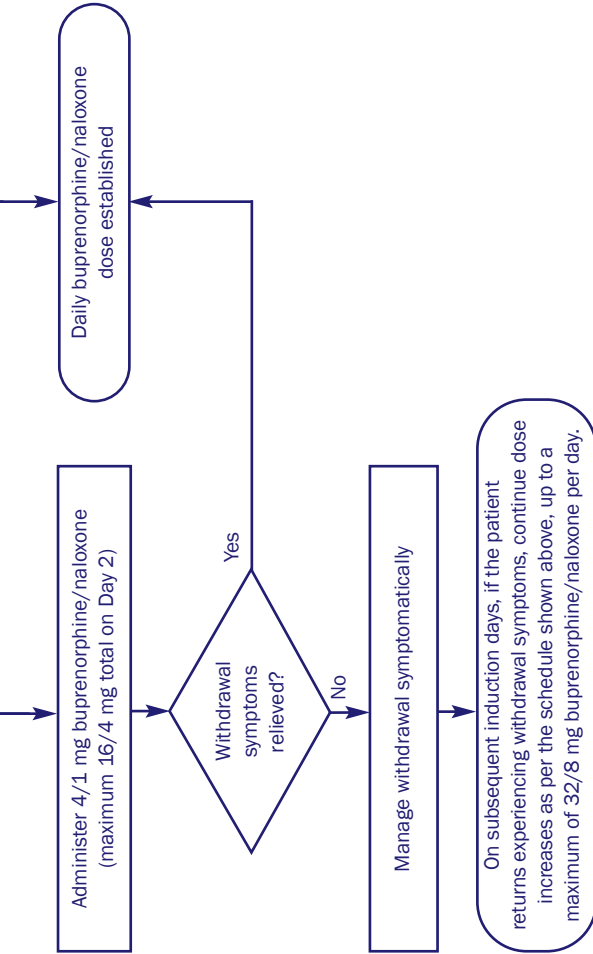 Administer 4/1 mg buprenorphine/naloxone
(maximum 16/4 mg total on Day 2)
Daily buprenorphine/naloxone
dose established
Withdrawal
symptoms
relieved?
Yes
No
Manage withdrawal symptomatically
On subsequent induction days, if the patient
returns experiencing withdrawal symptoms, continue dose
increases as per the schedule shown above, up to a
maximum of 32/8 mg buprenorphine/naloxone per day.